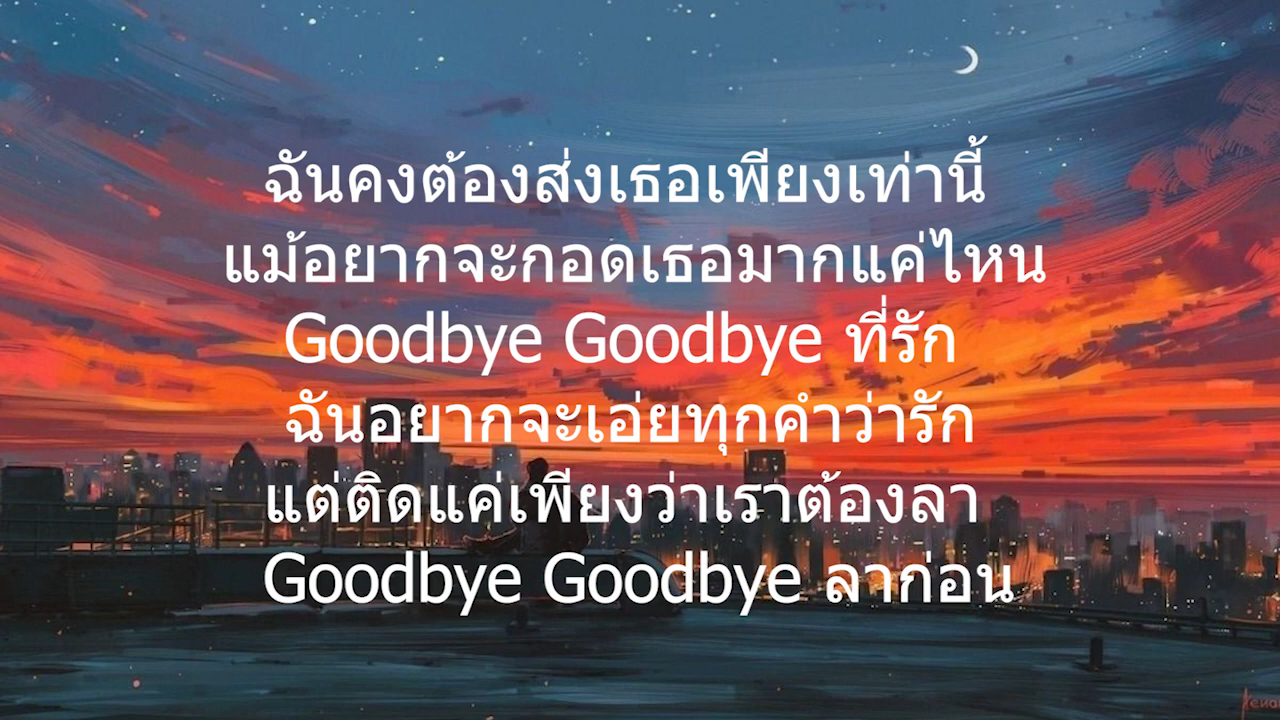 ฉันคงต้องส่งเธอเพียงเท่านี้
แม้อยากจะกอดเธอมากแค่ไหน
Goodbye Goodbye ที่รัก
ฉันอยากจะเอ่ยทุกคำว่ารัก
แต่ติดแค่เพียงว่าเราต้องลา
Goodbye Goodbye ลาก่อน